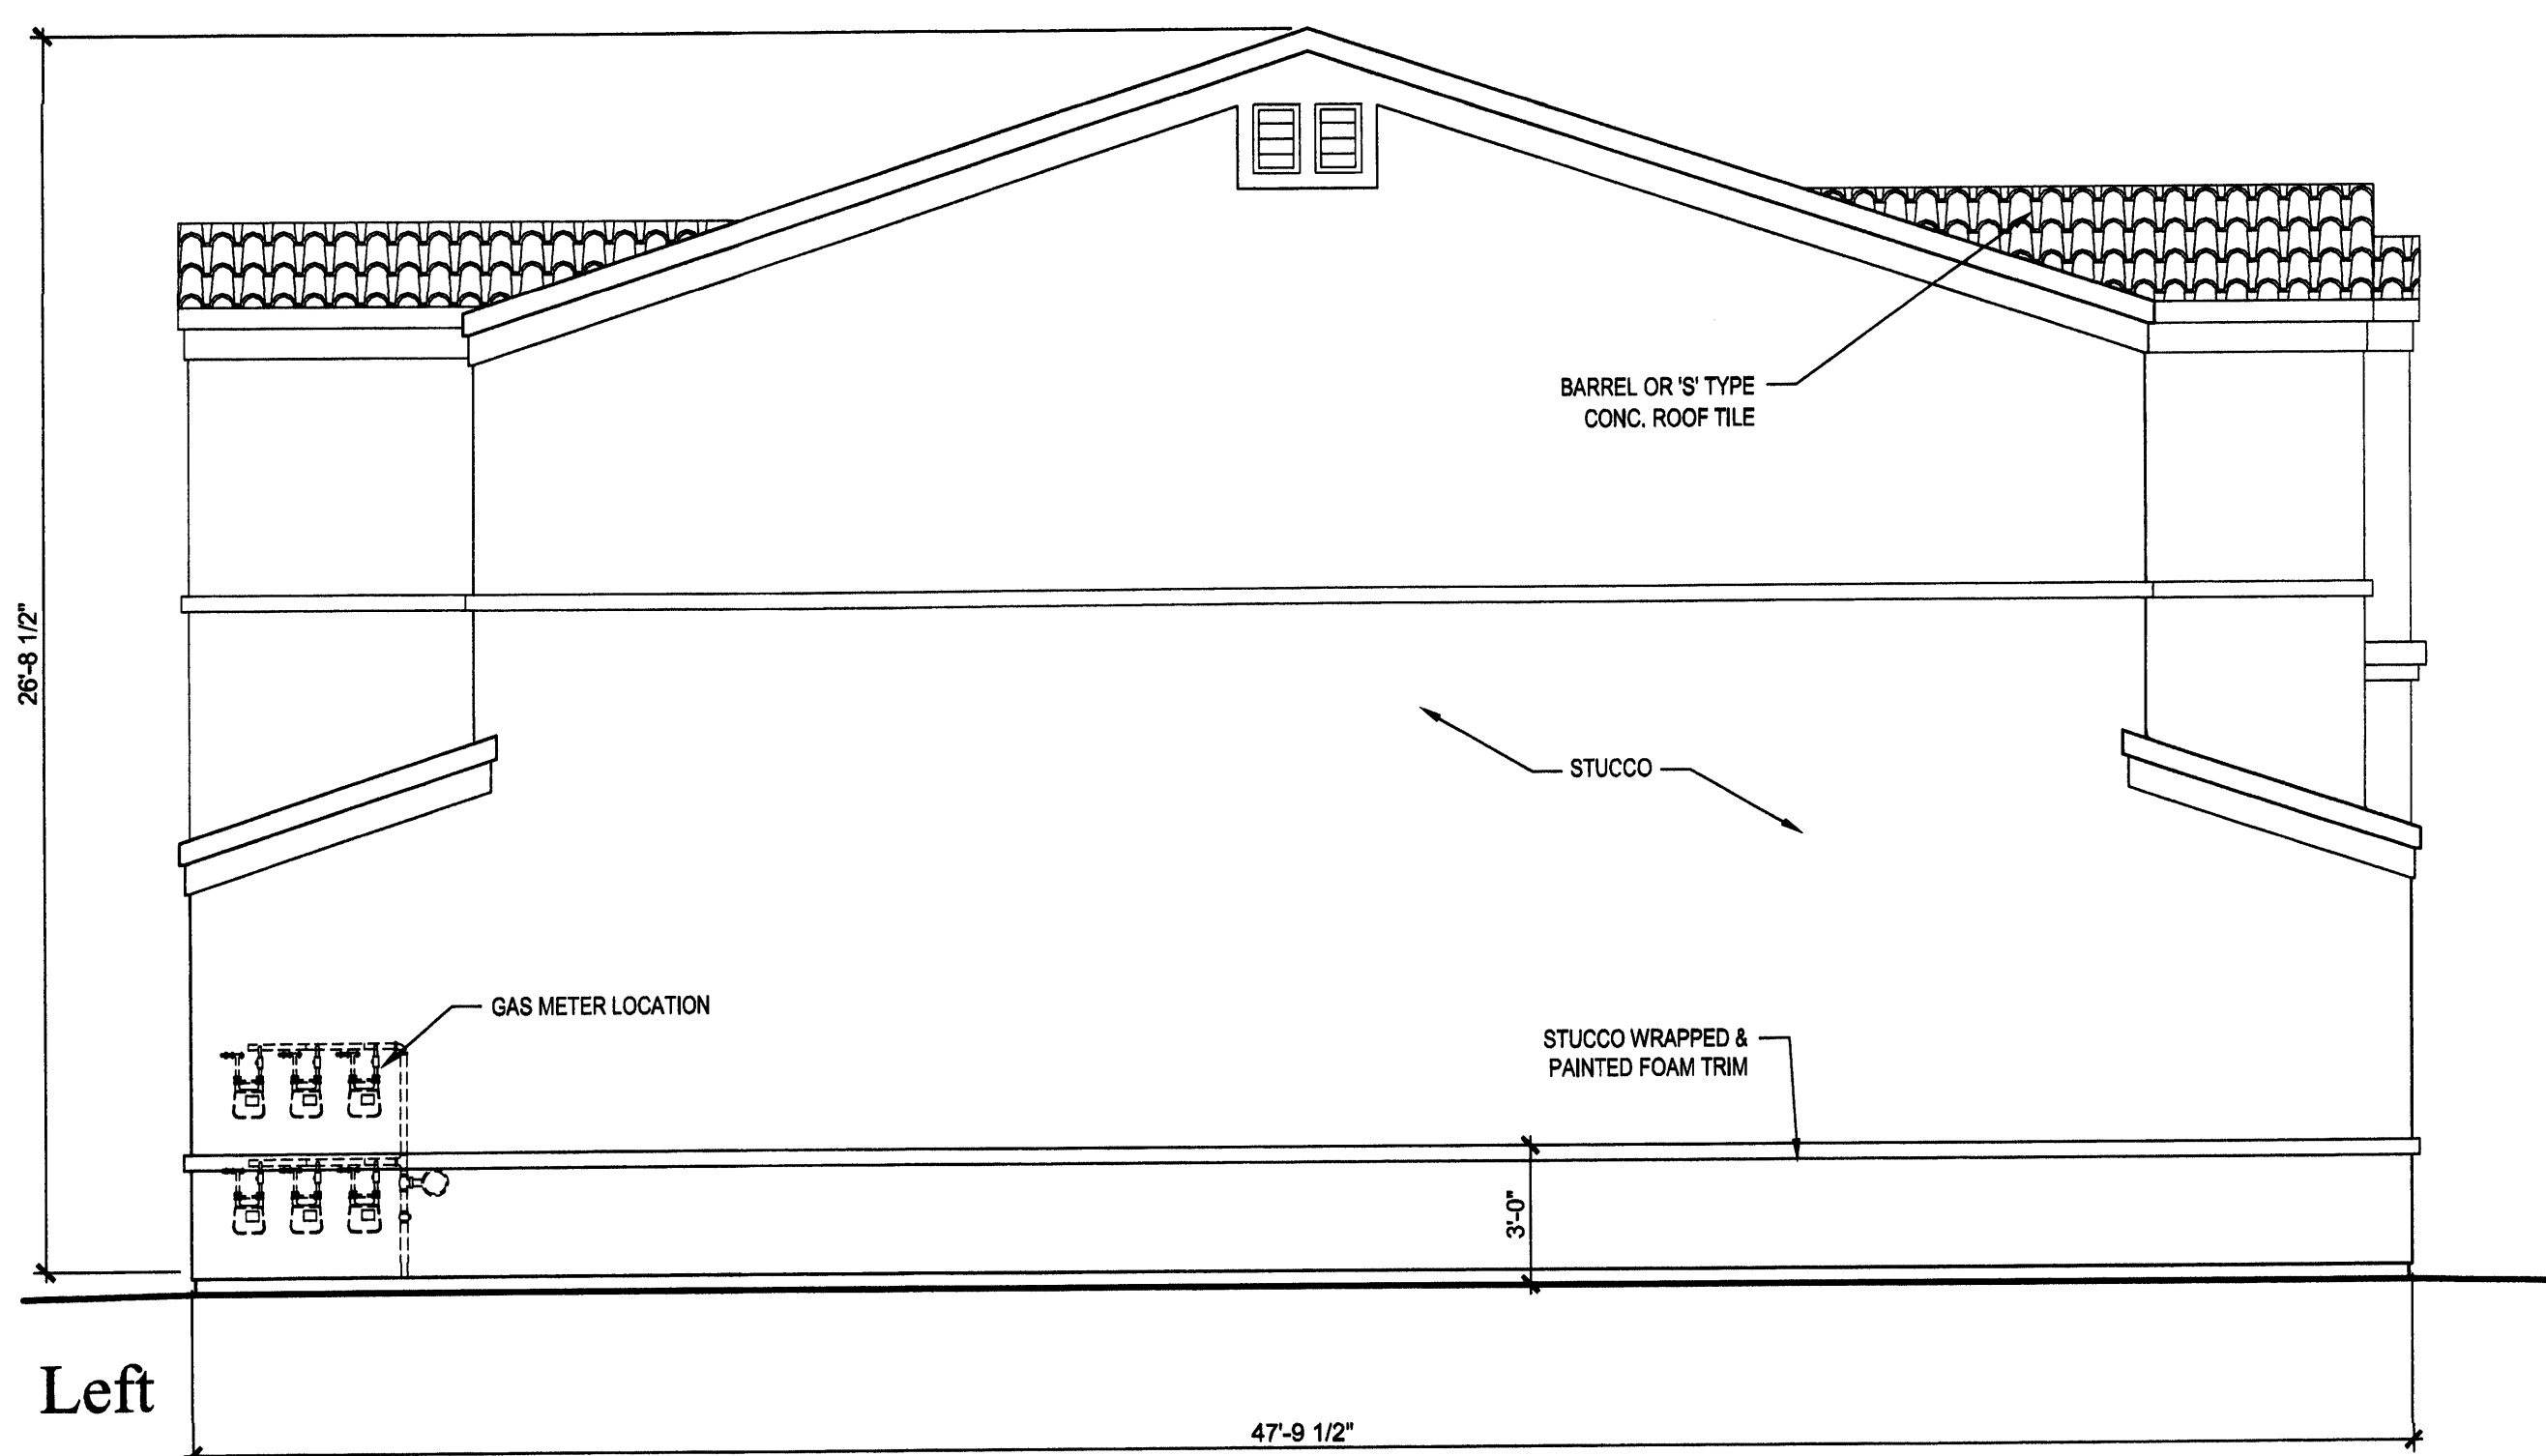 BARREL OR 'S' TYPE
CONC. ROOF TILE
26'-8 1/2"
STUCCO
GAS METER LOCATION
STUCCO WRAPPED &
PAINTED FOAM TRIM
3'-0"
Left
47'-9 1/2"